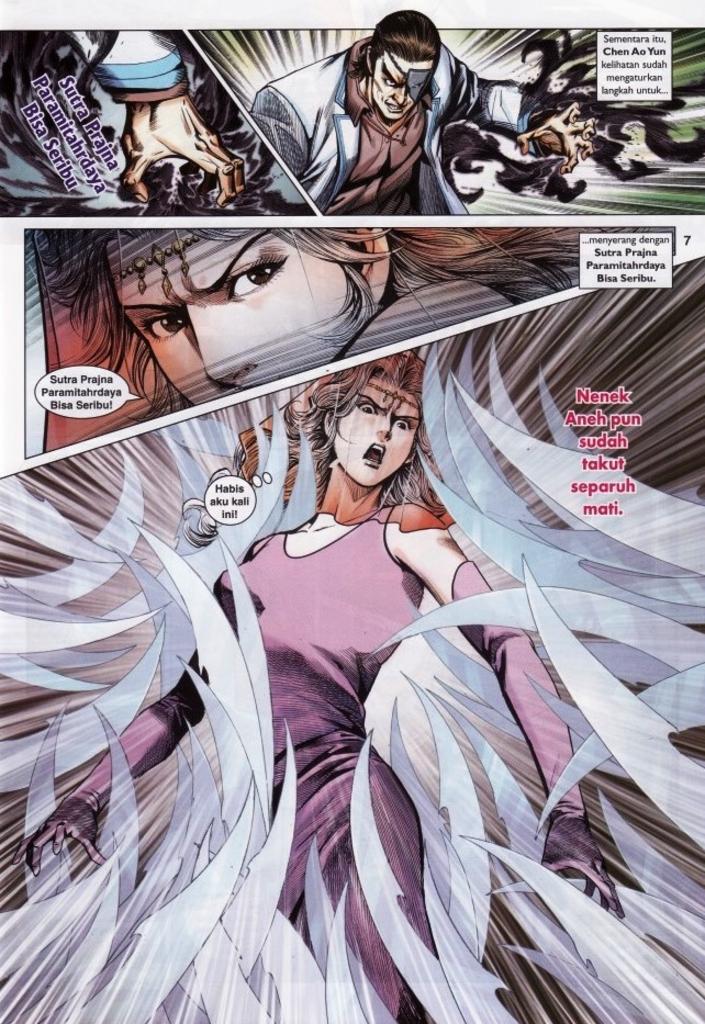 Sutra Prajna
Paramitahrdaya
Bisa Seribu
Sementara itu,
Chen Ao Yun
kelihatan sudah
mengaturkan
langkah untuk...
...menyerang dengan
Sutra Prajna
Paramitahrdaya
Bisa Seribu.
7
Sutra Prajna
Paramitahrdaya
Bisa Seribu!
Habis
aku kali
ini!
Nenek
Aneh pun
sudah
takut
separuh
mati.